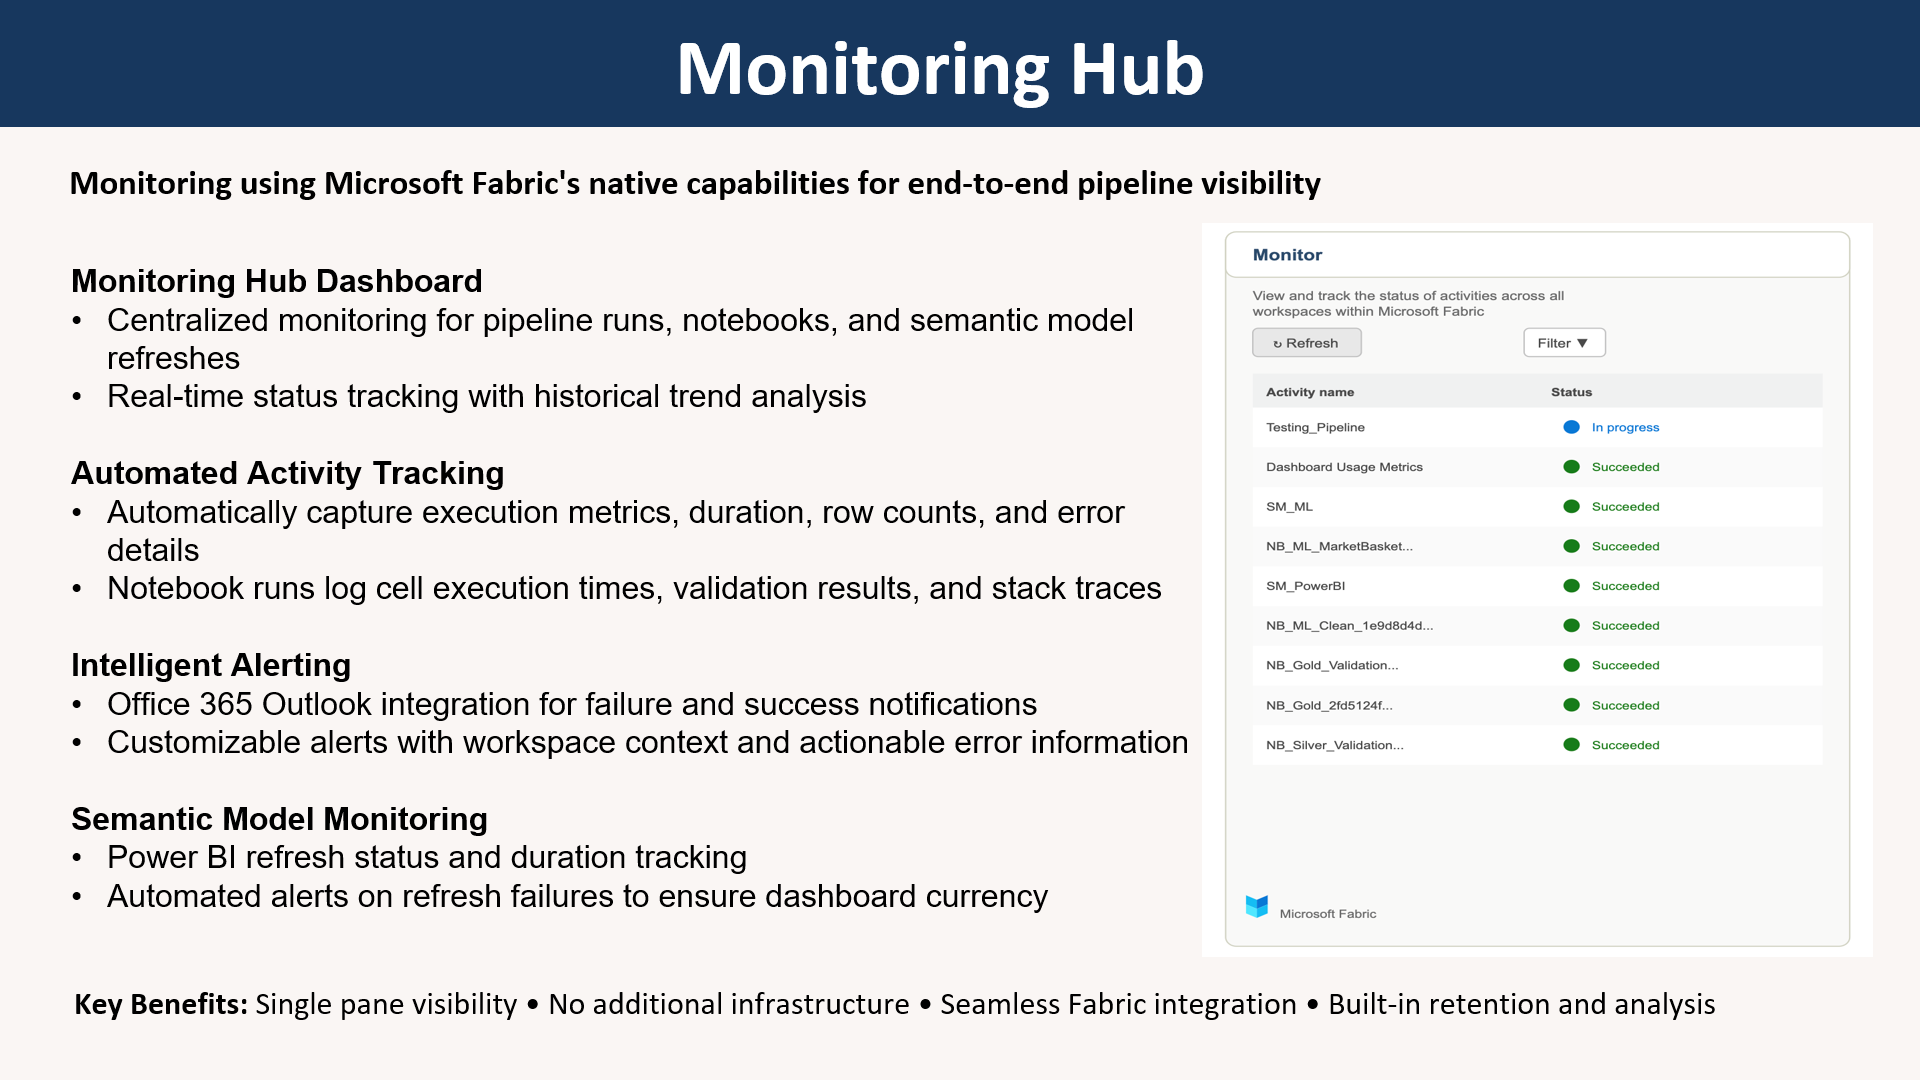 Monitoring Hub
Monitoring using Microsoft Fabric's native capabilities for end-to-end pipeline visibility
Monitoring Hub Dashboard
• Centralized monitoring for pipeline runs, notebooks, and semantic model
refreshes
• Real-time status tracking with historical trend analysis
Automated Activity Tracking
• Automatically capture execution metrics, duration, row counts, and error
details
• Notebook runs log cell execution times, validation results, and stack traces
Intelligent Alerting
• Office 365 Outlook integration for failure and success notifications
• Customizable alerts with workspace context and actionable error information
Semantic Model Monitoring
• Power BI refresh status and duration tracking
• Automated alerts on refresh failures to ensure dashboard currency
Monitor
View and track the status of activities across all
workspaces within Microsoft Fabric
↻ Refresh Filter ▼
Activity name Status
Testing_Pipeline In progress
Dashboard Usage Metrics Succeeded
SM_ML Succeeded
NB_ML_MarketBasket... Succeeded
SM_PowerBI Succeeded
NB_ML_Clean_1e9d8d4d... Succeeded
NB_Gold_Validation... Succeeded
NB_Gold_2fd5124f... Succeeded
NB_Silver_Validation... Succeeded
Microsoft Fabric
Key Benefits: Single pane visibility • No additional infrastructure • Seamless Fabric integration • Built-in retention and analysis